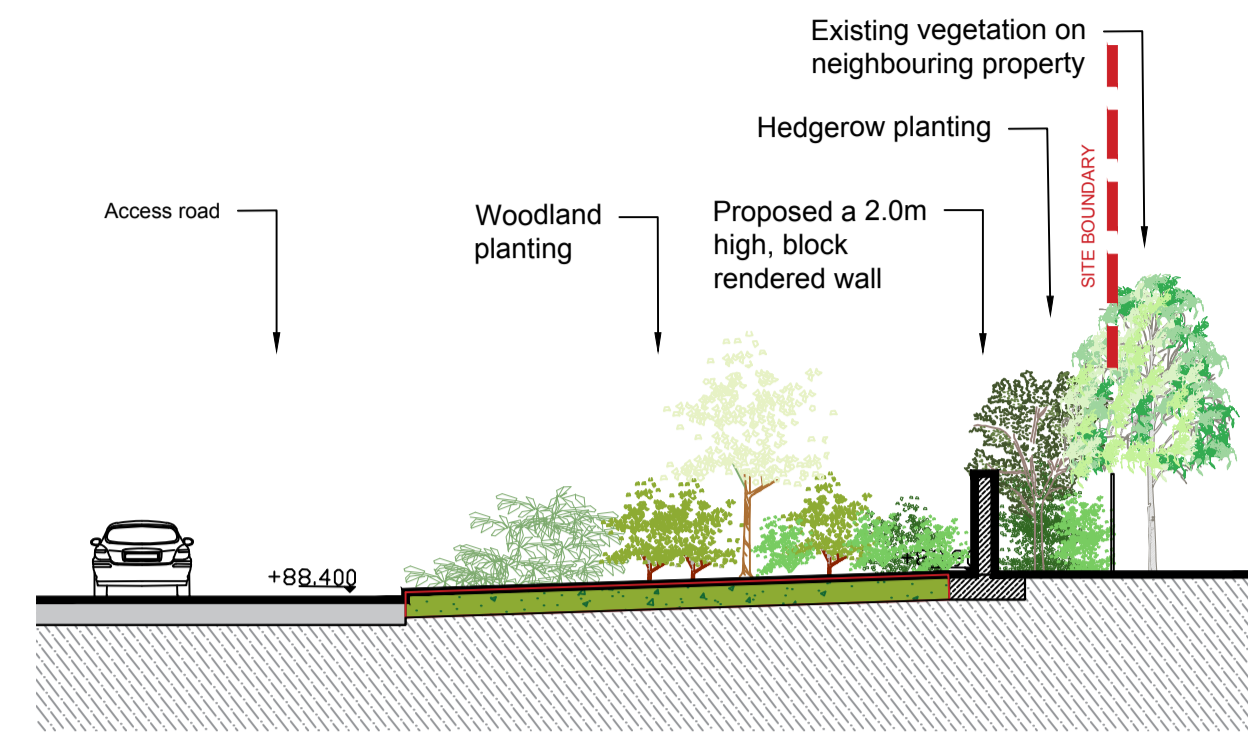 Existing vegetation on
neighbouring property
Hedgerow planting
SITE BOUNDARY
Access road
Woodland
planting
Proposed a 2.0m
high, block
rendered wall
+88.400